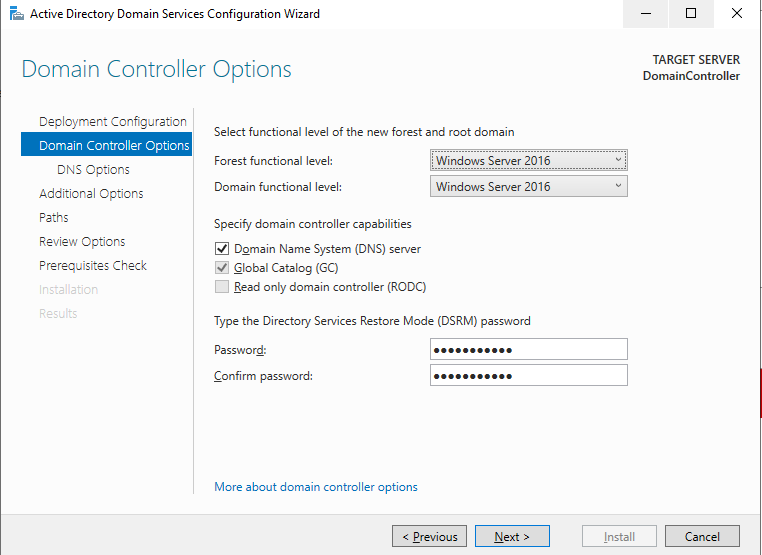 Active Directory Domain Services Configuration Wizard
Domain Controller Options
TARGET SERVER
DomainController
Deployment Configuration
Domain Controller Options
DNS Options
Additional Options
Paths
Review Options
Prerequisites Check
Installation
Results
Select functional level of the new forest and root domain
Forest functional level: Windows Server 2016
Domain functional level: Windows Server 2016
Specify domain controller capabilities
Domain Name System (DNS) server
Global Catalog (GC)
Read only domain controller (RODC)
Type the Directory Services Restore Mode (DSRM) password
Password: ●●●●●●●●●●●
Confirm password: ●●●●●●●●●●●
More about domain controller options
< Previous Next > Install Cancel